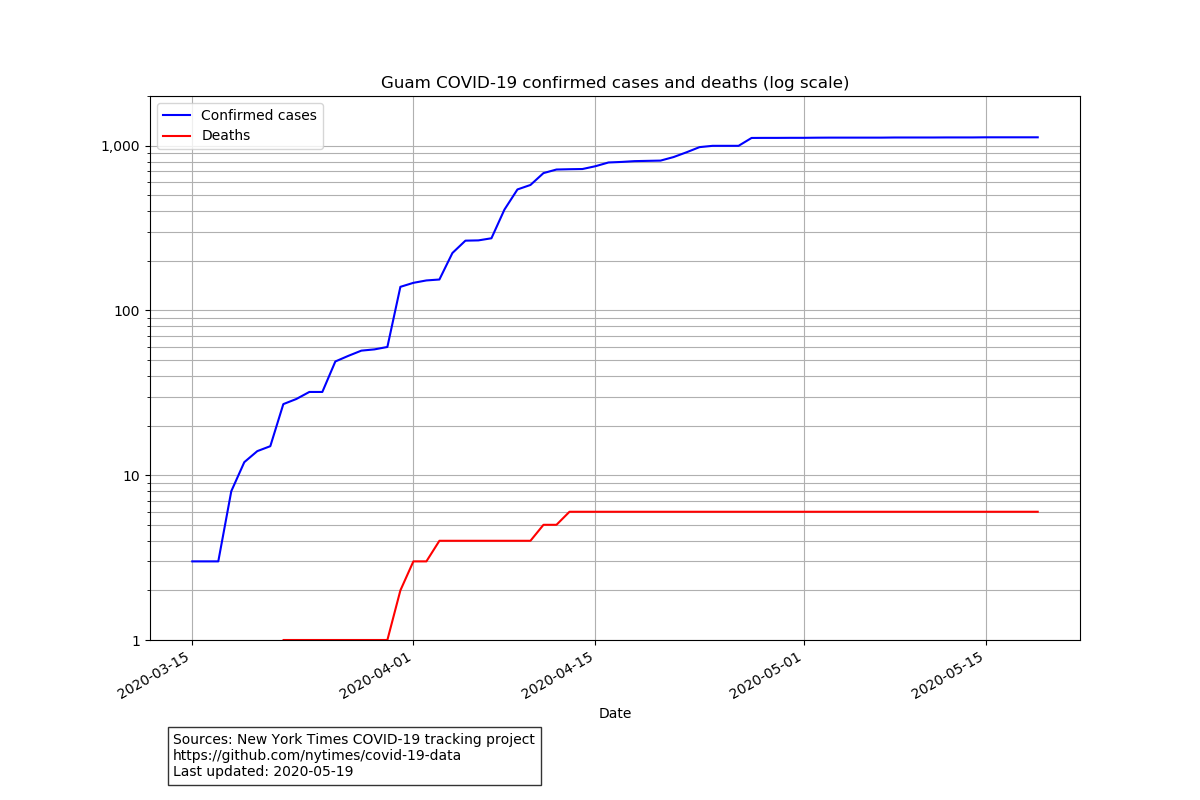 Guam COVID-19 confirmed cases and deaths (log scale)
Confirmed cases
Deaths
1,000
100
10
1
2020-03-15
2020-04-01
2020-04-15
2020-05-01
2020-05-15
Date
Sources: New York Times COVID-19 tracking project
https://github.com/nytimes/covid-19-data
Last updated: 2020-05-19